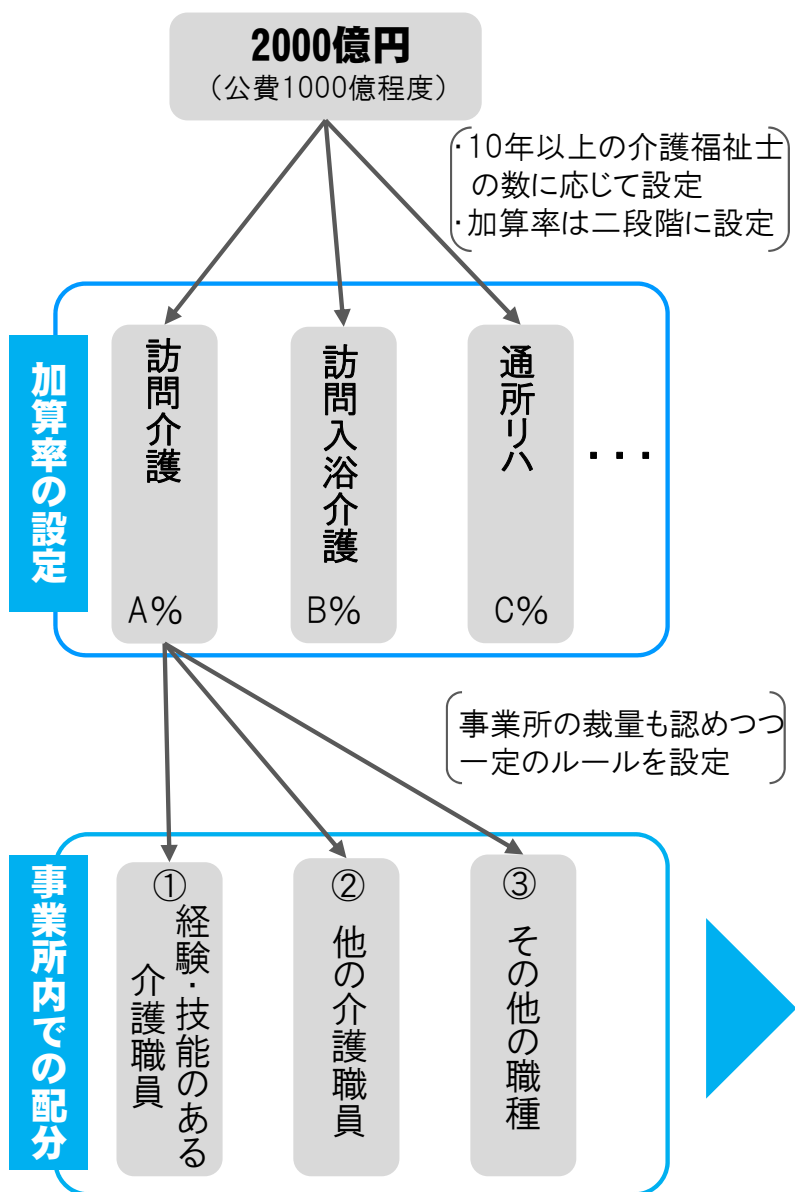 2000億円
（公費1000億程度）
・10年以上の介護福祉士
の数に応じて設定
・加算率は二段階に設定
加算率の設定
訪問介護
A%
訪問入浴介護
B%
通所リハ
C%
・・・
事業所の裁量も認めつつ
一定のルールを設定
事業所内での配分
①
経験・技能のある
介護職員
②
他の介護職員
③
その他の職種